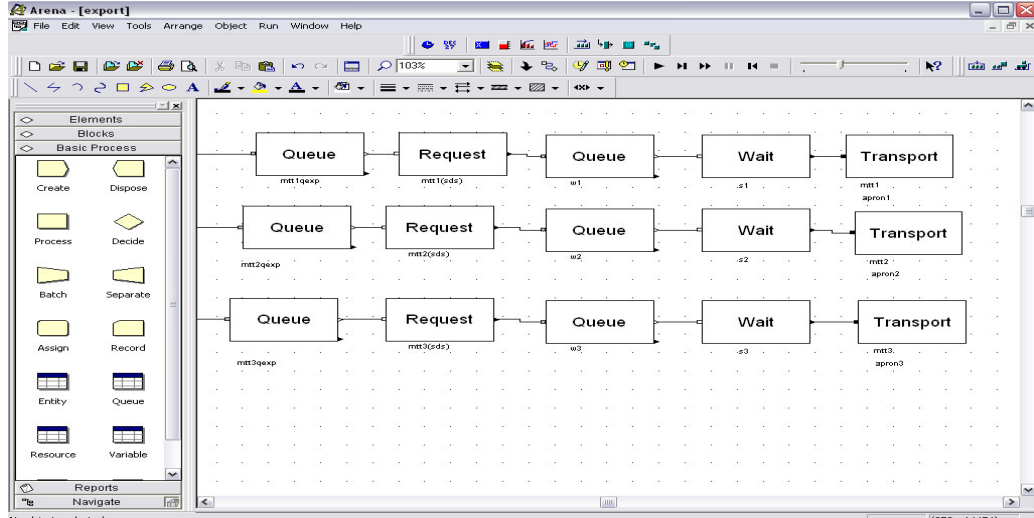 Arena - [export]
File Edit View Tools Arrange Object Run Window Help
103%
Elements
Blocks
Basic Process
Create Dispose
Process Decide
Batch Separate
Assign Record
Entity Queue
Resource Variable
Reports
Navigate
Queue Request Queue Wait Transport
mtt1qexp mtt1(sds) w1 .s1 mtt1
apron1
Queue Request Queue Wait Transport
mtt2qexp mtt2(sds) w2 .s2 mtt2
apron2
Queue Request Queue Wait Transport
mtt3qexp mtt3(sds) w3 .s3 mtt3.
apron3